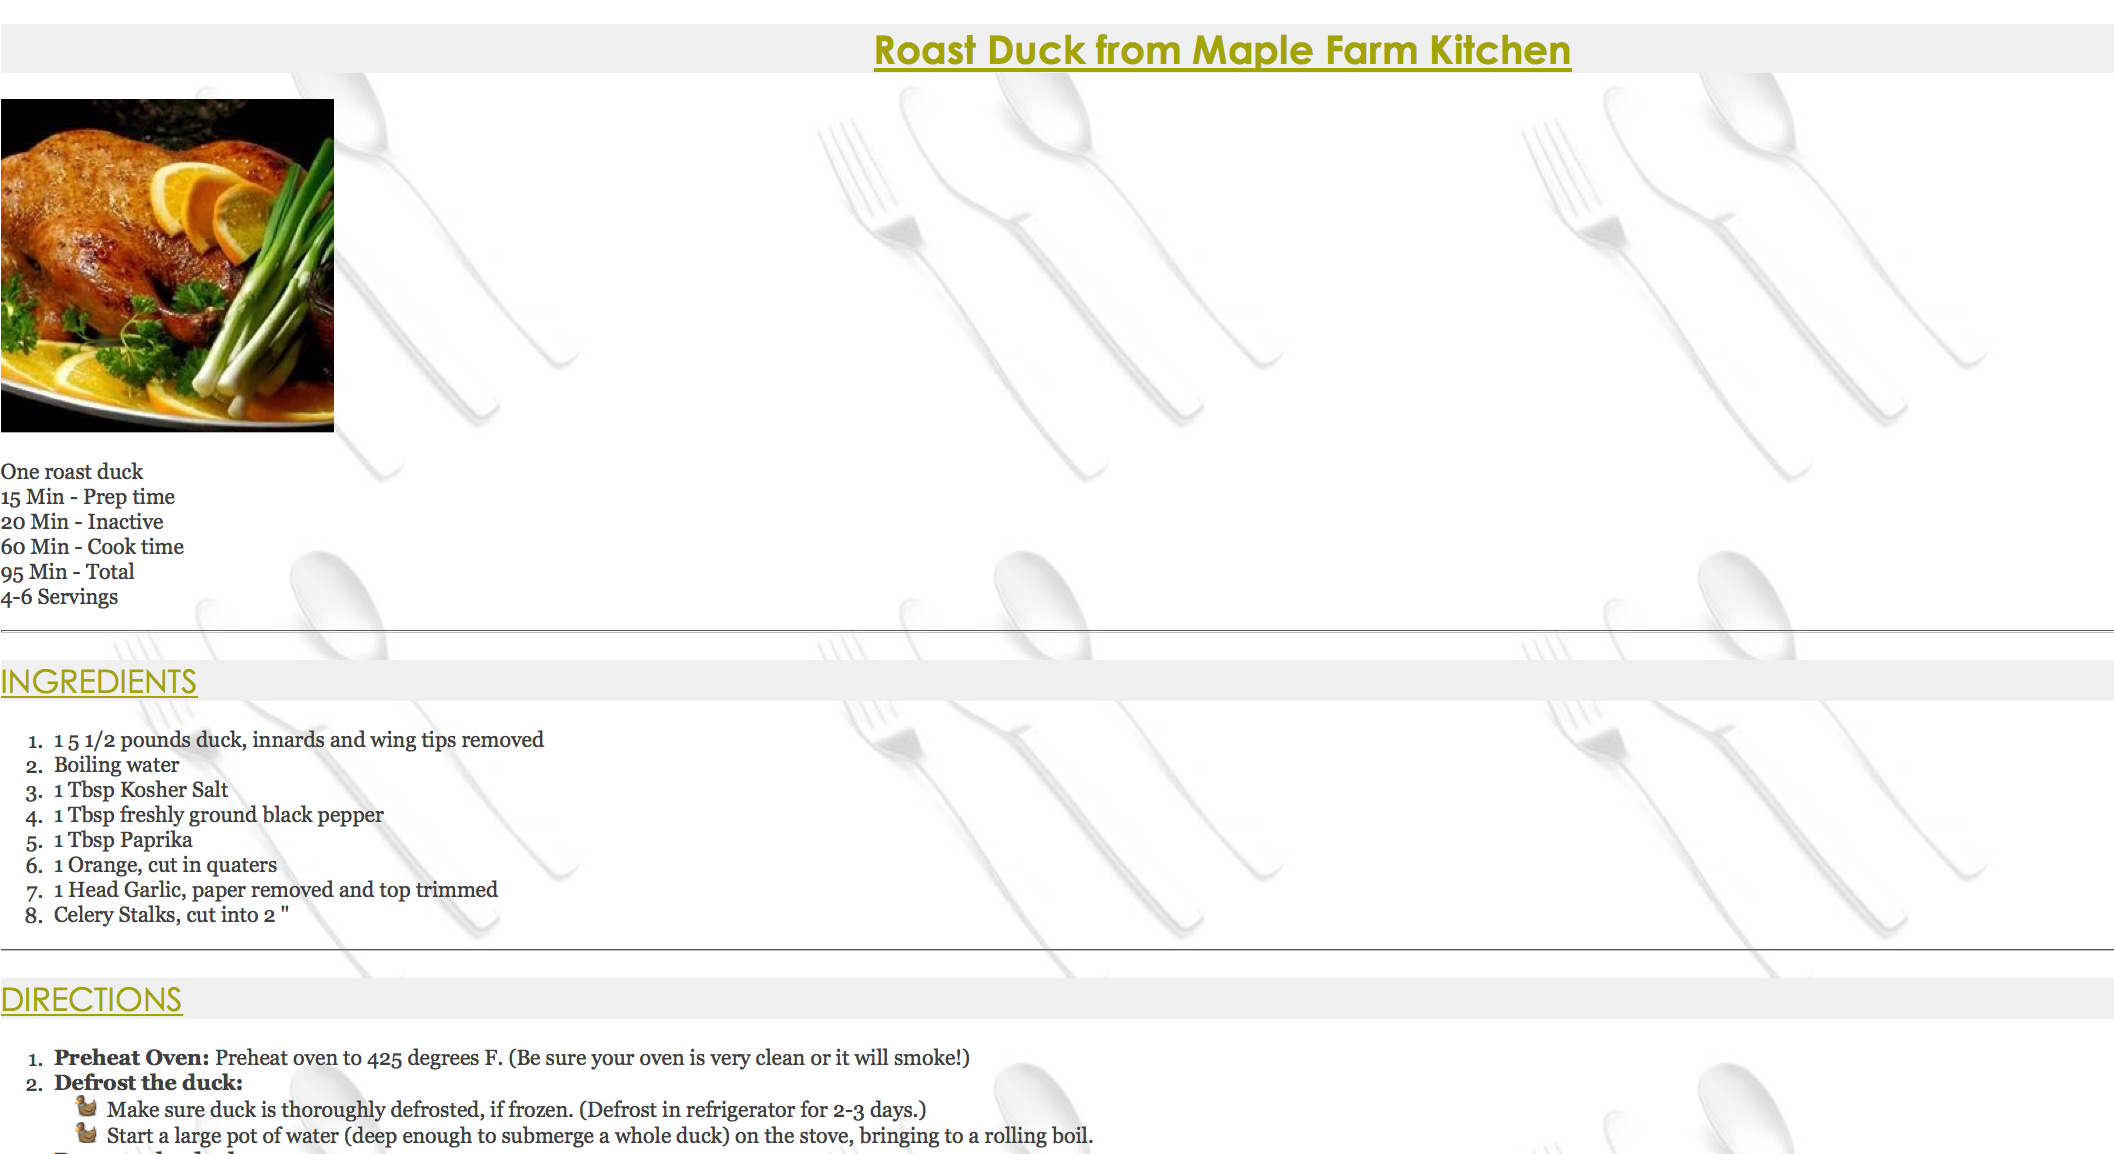 Roast Duck from Maple Farm Kitchen
One roast duck
15 Min - Prep time
20 Min - Inactive
60 Min - Cook time
95 Min - Total
4-6 Servings
INGREDIENTS
1. 1 5 1/2 pounds duck, innards and wing tips removed
2. Boiling water
3. 1 Tbsp Kosher Salt
4. 1 Tbsp freshly ground black pepper
5. 1 Tbsp Paprika
6. 1 Orange, cut in quaters
7. 1 Head Garlic, paper removed and top trimmed
8. Celery Stalks, cut into 2 "
DIRECTIONS
1. Preheat Oven: Preheat oven to 425 degrees F. (Be sure your oven is very clean or it will smoke!)
2. Defrost the duck:
Make sure duck is thoroughly defrosted, if frozen. (Defrost in refrigerator for 2-3 days.)
Start a large pot of water (deep enough to submerge a whole duck) on the stove, bringing to a rolling boil.